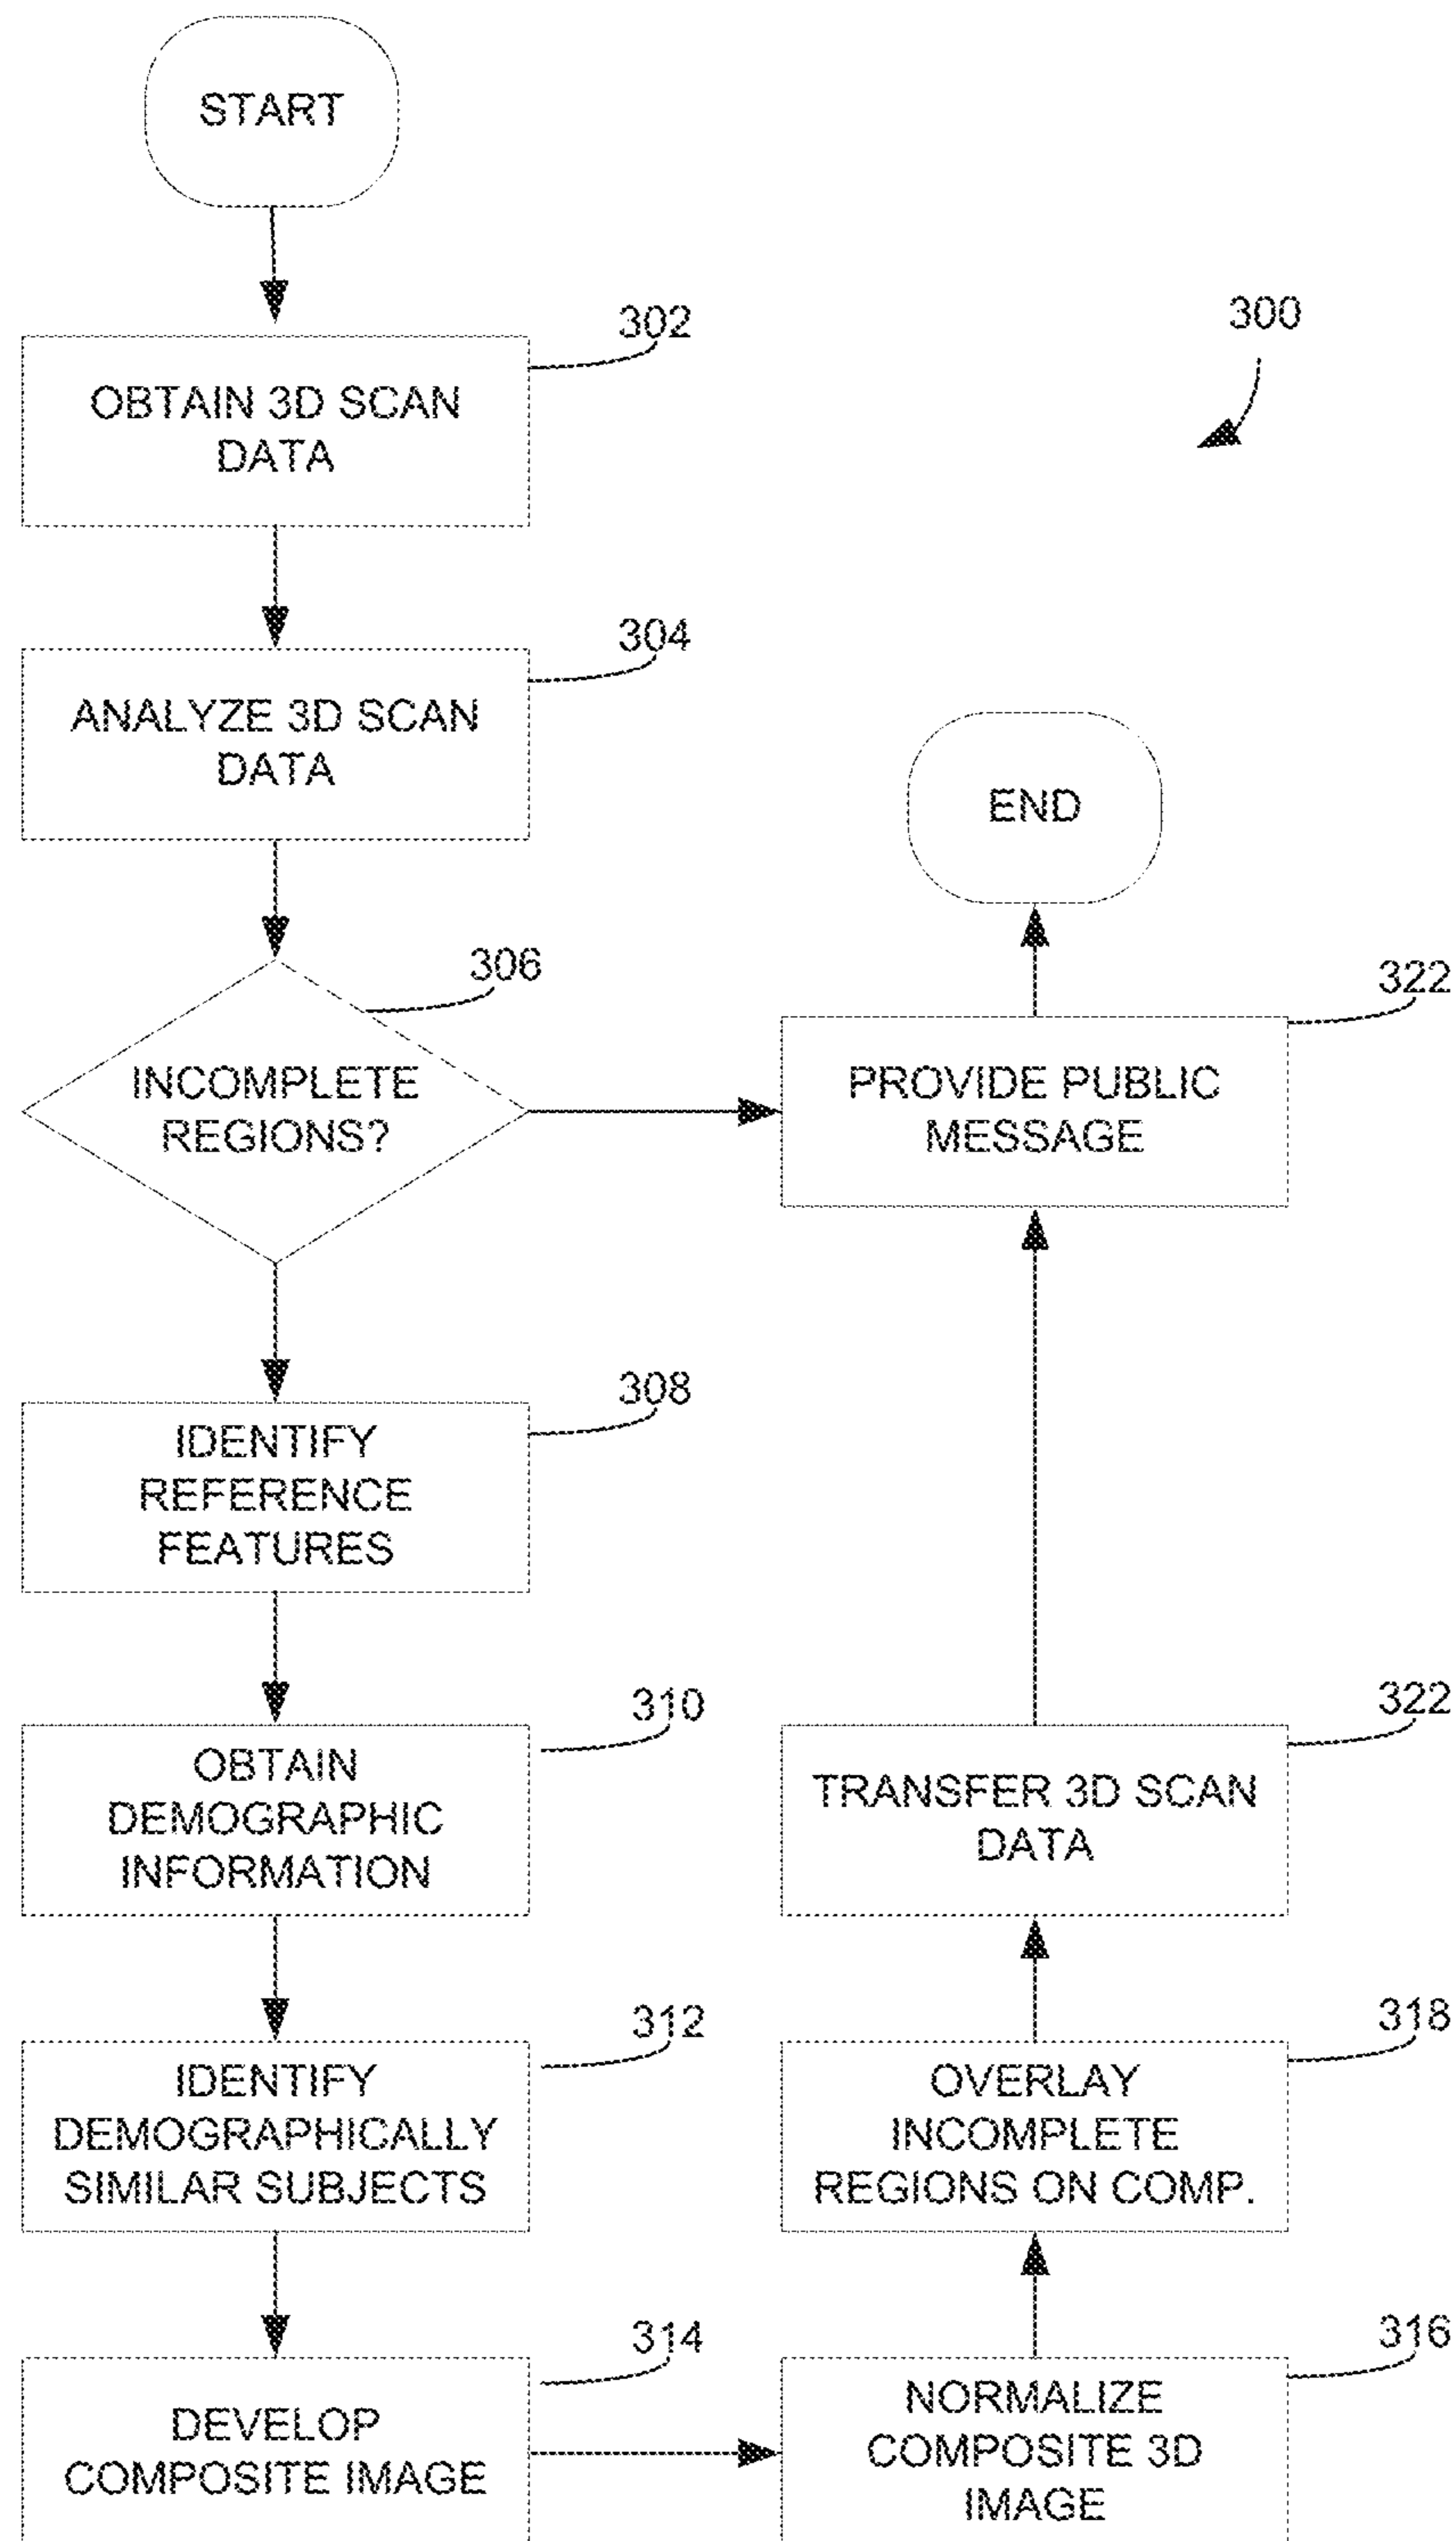 START
300
302
OBTAIN 3D SCAN
DATA
304
ANALYZE 3D SCAN
DATA
306
INCOMPLETE
REGIONS?
308
IDENTIFY
REFERENCE
FEATURES
310
OBTAIN
DEMOGRAPHIC
INFORMATION
312
IDENTIFY
DEMOGRAPHICALLY
SIMILAR SUBJECTS
314
DEVELOP
COMPOSITE IMAGE
316
NORMALIZE
COMPOSITE 3D
IMAGE
318
OVERLAY
INCOMPLETE
REGIONS ON COMP.
322
TRANSFER 3D SCAN
DATA
322
PROVIDE PUBLIC
MESSAGE
END